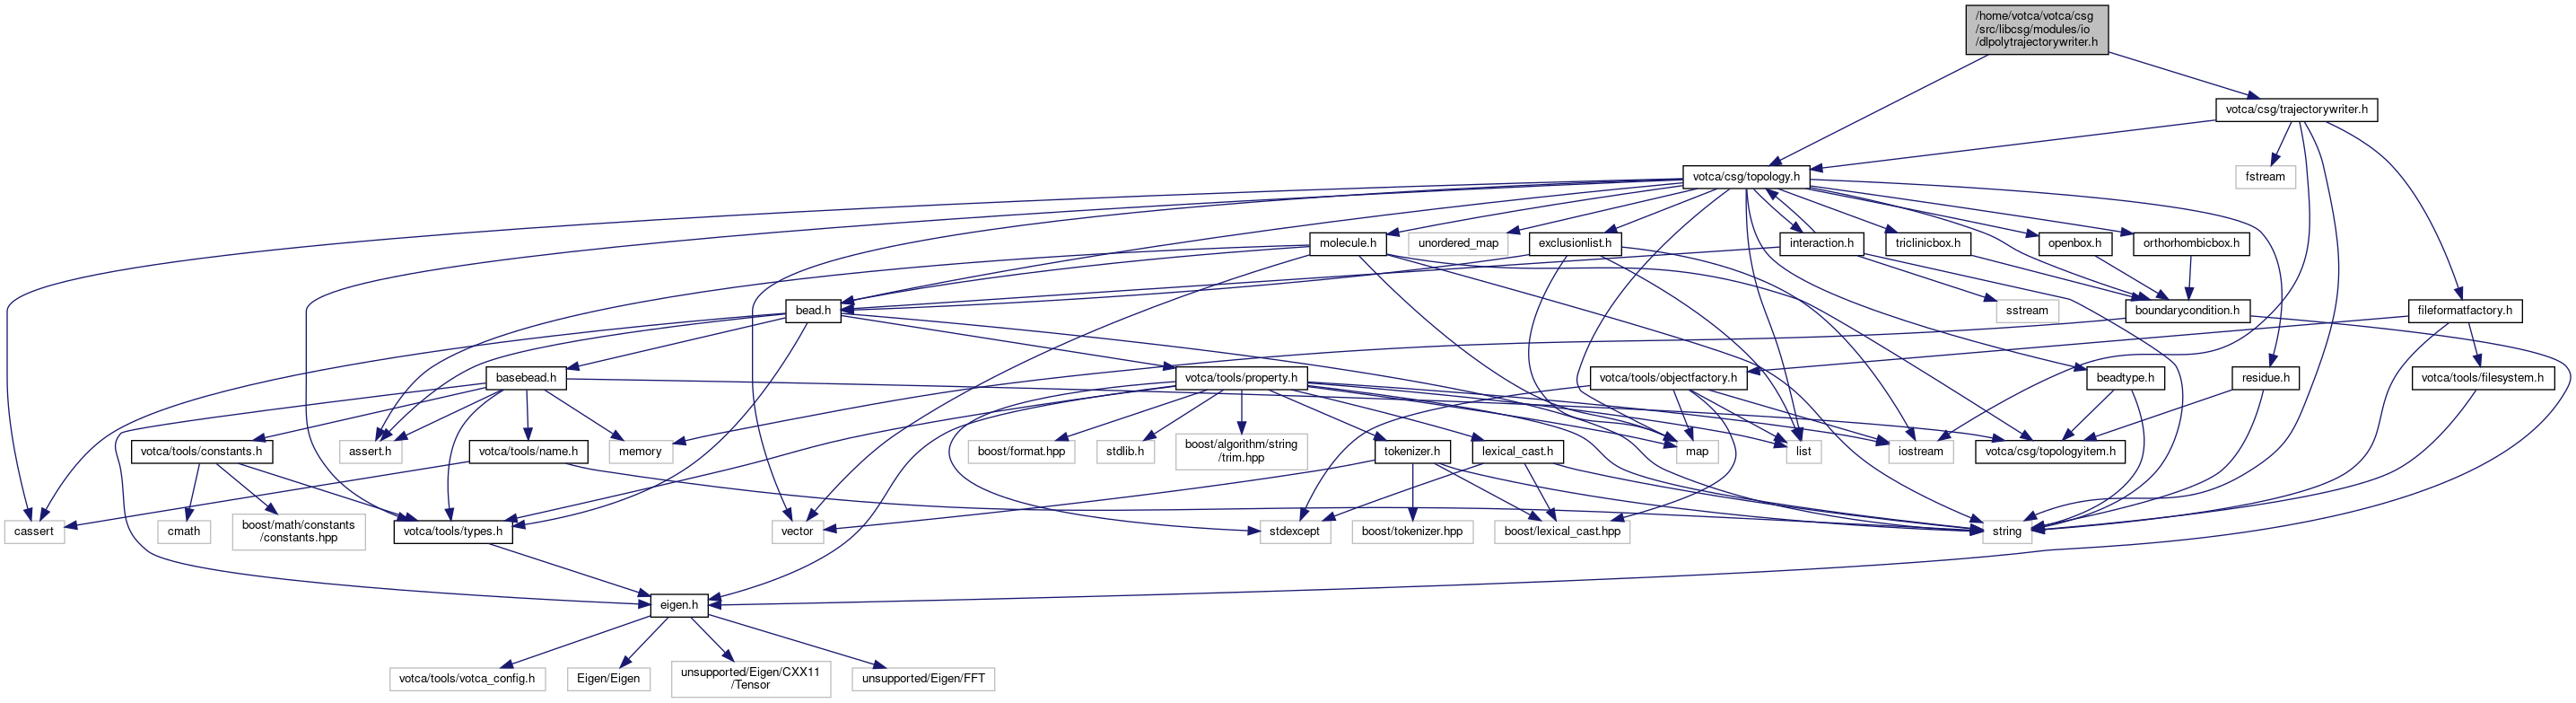 /home/votca/votca/csg
/src/libcsg/modules/io
/dlpolytrajectorywriter.h
votca/csg/trajectorywriter.h
votca/csg/topology.h
fstream
molecule.h
unordered_map
exclusionlist.h
interaction.h
triclinicbox.h
openbox.h
orthorhombicbox.h
bead.h
sstream
boundarycondition.h
fileformatfactory.h
basebead.h
votca/tools/property.h
votca/tools/objectfactory.h
beadtype.h
residue.h
votca/tools/filesystem.h
votca/tools/constants.h
assert.h
votca/tools/name.h
memory
boost/format.hpp
stdlib.h
boost/algorithm/string
/trim.hpp
tokenizer.h
lexical_cast.h
map
list
iostream
votca/csg/topologyitem.h
cassert
cmath
boost/math/constants
/constants.hpp
votca/tools/types.h
vector
stdexcept
boost/tokenizer.hpp
boost/lexical_cast.hpp
string
eigen.h
votca/tools/votca_config.h
Eigen/Eigen
unsupported/Eigen/CXX11
/Tensor
unsupported/Eigen/FFT